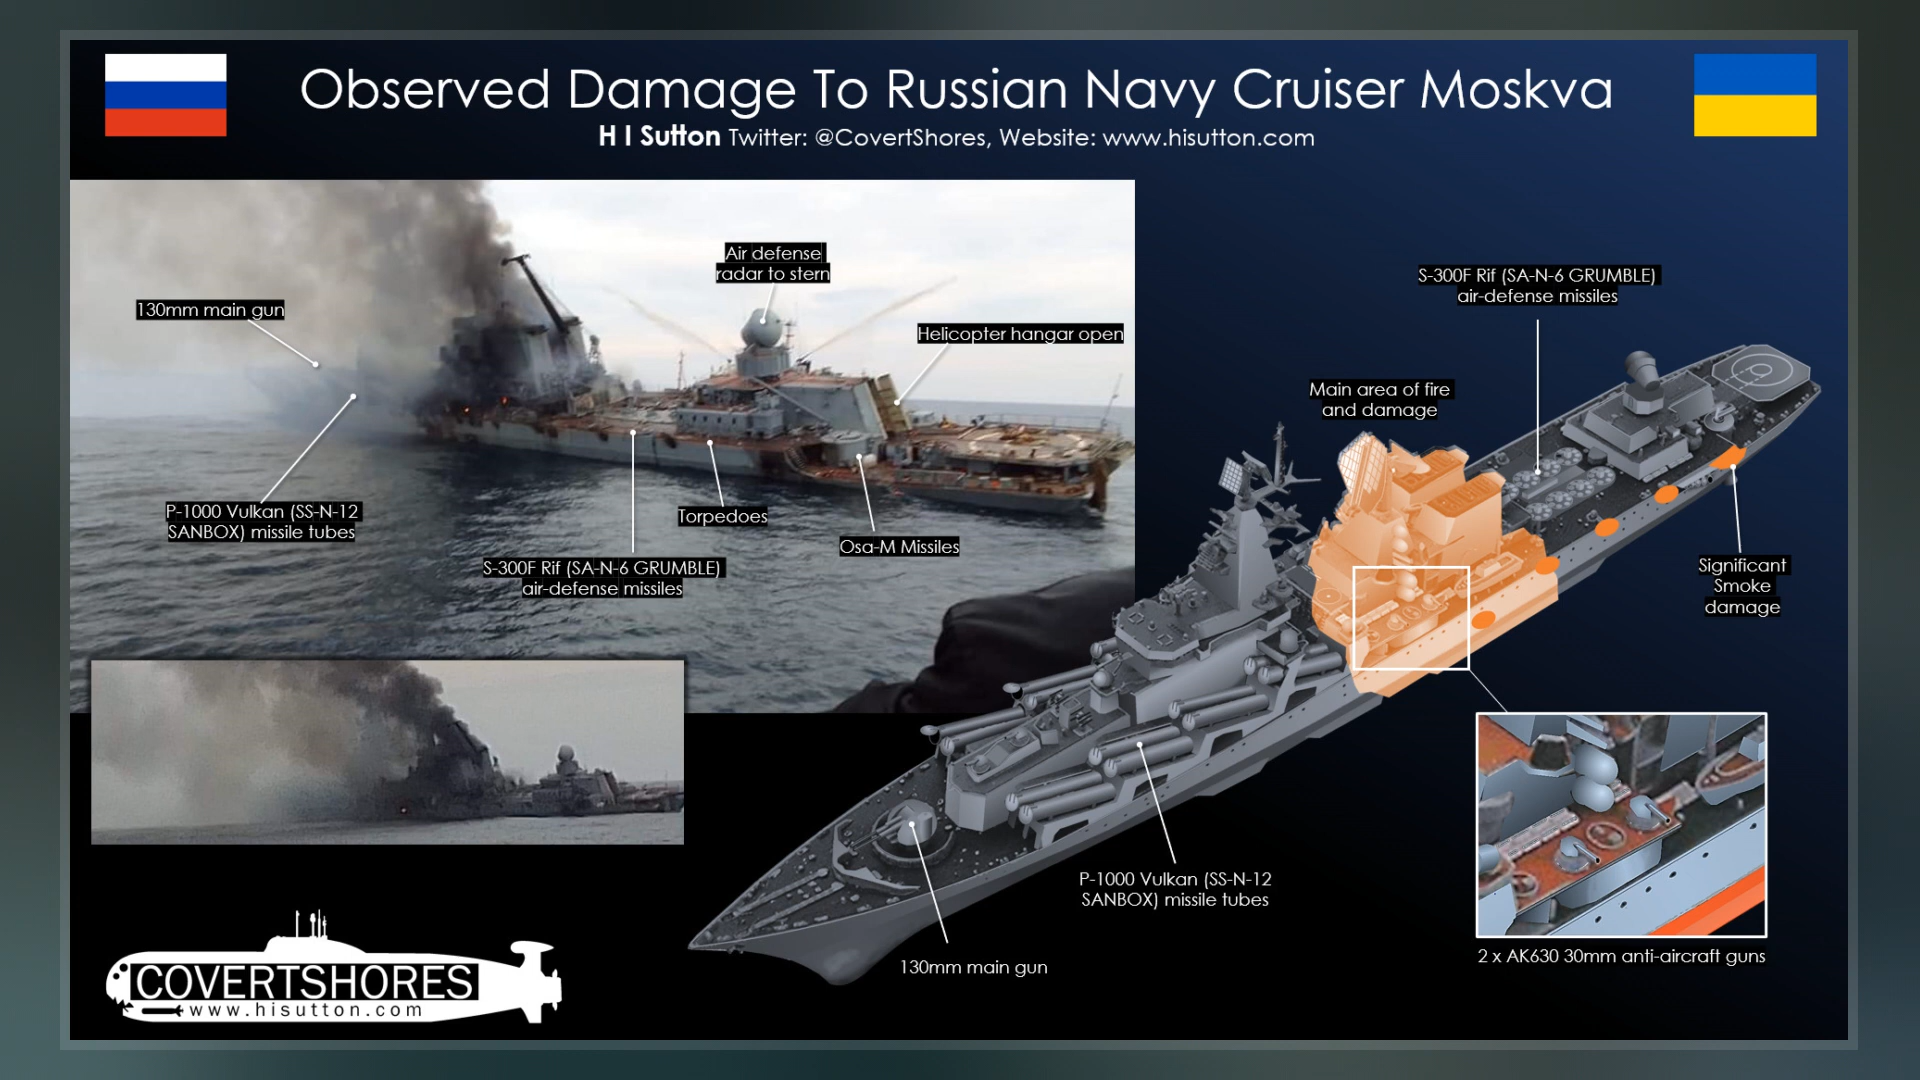 Observed Damage To Russian Navy Cruiser Moskva
H I Sutton Twitter: @CovertShores, Website: www.hisutton.com
Air defense
radar to stern
130mm main gun
Helicopter hangar open
P-1000 Vulkan (SS-N-12
SANBOX) missile tubes
Torpedoes
Osa-M Missiles
S-300F Rif (SA-N-6 GRUMBLE)
air-defense missiles
S-300F Rif (SA-N-6 GRUMBLE)
air-defense missiles
Main area of fire
and damage
Significant
Smoke
damage
P-1000 Vulkan (SS-N-12
SANBOX) missile tubes
130mm main gun
2 x AK630 30mm anti-aircraft guns
COVERTSHORES
www.hisutton.com